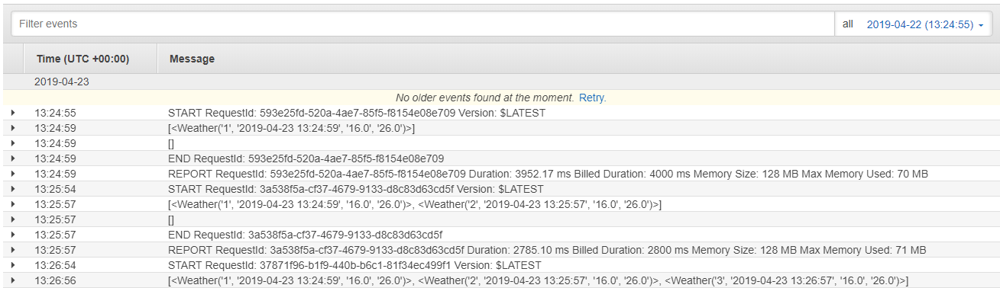 Filter events all 2019-04-22 (13:24:55)
Time (UTC +00:00) Message
2019-04-23
No older events found at the moment. Retry.
13:24:55 START RequestId: 593e25fd-520a-4ae7-85f5-f8154e08e709 Version: $LATEST
13:24:59 [<Weather('1', '2019-04-23 13:24:59', '16.0', '26.0')>]
13:24:59 []
13:24:59 END RequestId: 593e25fd-520a-4ae7-85f5-f8154e08e709
13:24:59 REPORT RequestId: 593e25fd-520a-4ae7-85f5-f8154e08e709 Duration: 3952.17 ms Billed Duration: 4000 ms Memory Size: 128 MB Max Memory Used: 70 MB
13:25:54 START RequestId: 3a538f5a-cf37-4679-9133-d8c83d63cd5f Version: $LATEST
13:25:57 [<Weather('1', '2019-04-23 13:24:59', '16.0', '26.0')>, <Weather('2', '2019-04-23 13:25:57', '16.0', '26.0')>]
13:25:57 []
13:25:57 END RequestId: 3a538f5a-cf37-4679-9133-d8c83d63cd5f
13:25:57 REPORT RequestId: 3a538f5a-cf37-4679-9133-d8c83d63cd5f Duration: 2785.10 ms Billed Duration: 2800 ms Memory Size: 128 MB Max Memory Used: 71 MB
13:26:54 START RequestId: 37871f96-b1f9-440b-b6c1-81f34ec499f1 Version: $LATEST
13:26:56 [<Weather('1', '2019-04-23 13:24:59', '16.0', '26.0')>, <Weather('2', '2019-04-23 13:25:57', '16.0', '26.0')>, <Weather('3', '2019-04-23 13:26:57', '16.0', '26.0')>]